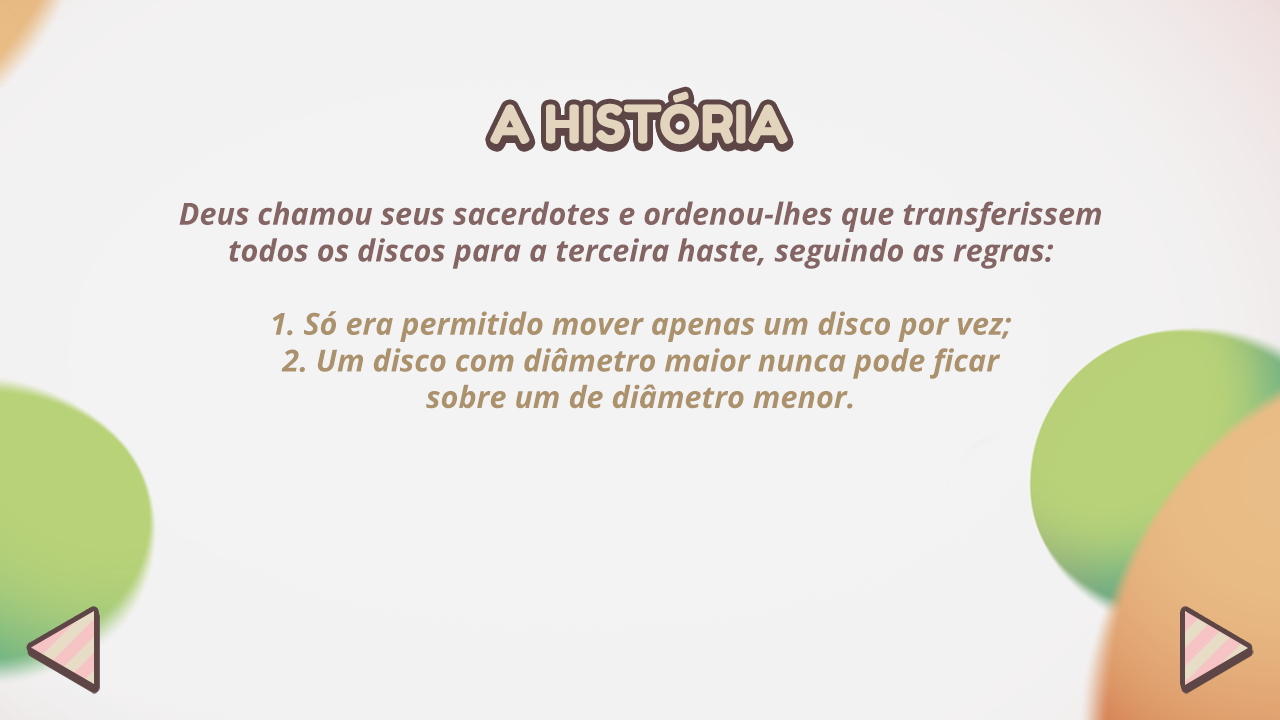 A HISTÓRIA
Deus chamou seus sacerdotes e ordenou-lhes que transferissem
todos os discos para a terceira haste, seguindo as regras:
1. Só era permitido mover apenas um disco por vez;
2. Um disco com diâmetro maior nunca pode ficar
sobre um de diâmetro menor.